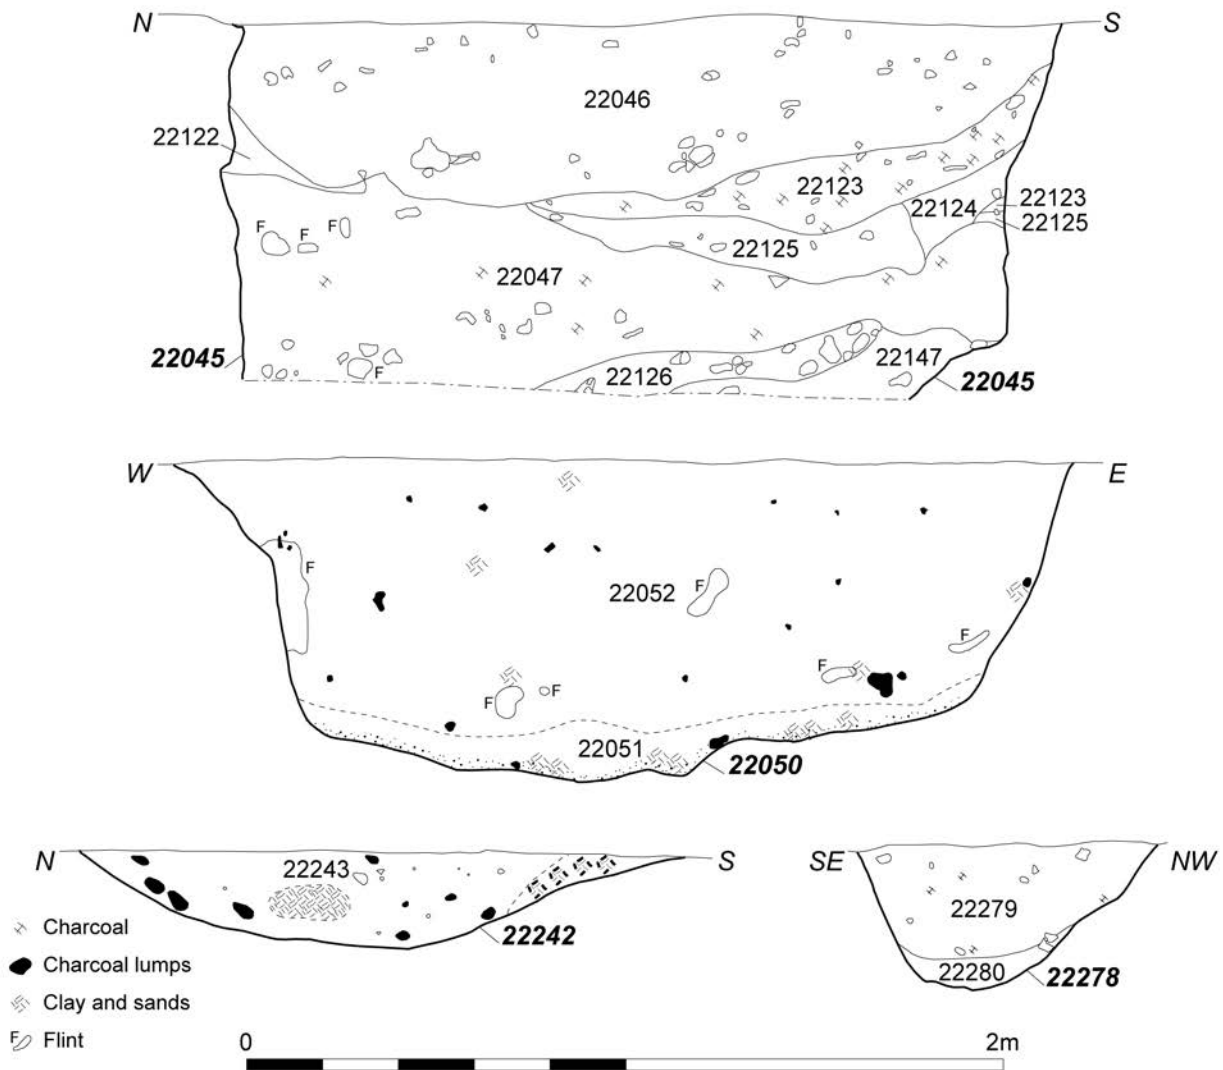 N S
22046
22122
22123
22124
22123
22125
22125
F F F
22047
22045
F
22126
22147
22045
W E
F
22052
F
F
F
F F
22051
22050
N S
22243
22242
SE NW
22279
22280
22278
Charcoal
Charcoal lumps
Clay and sands
F Flint
0 2m